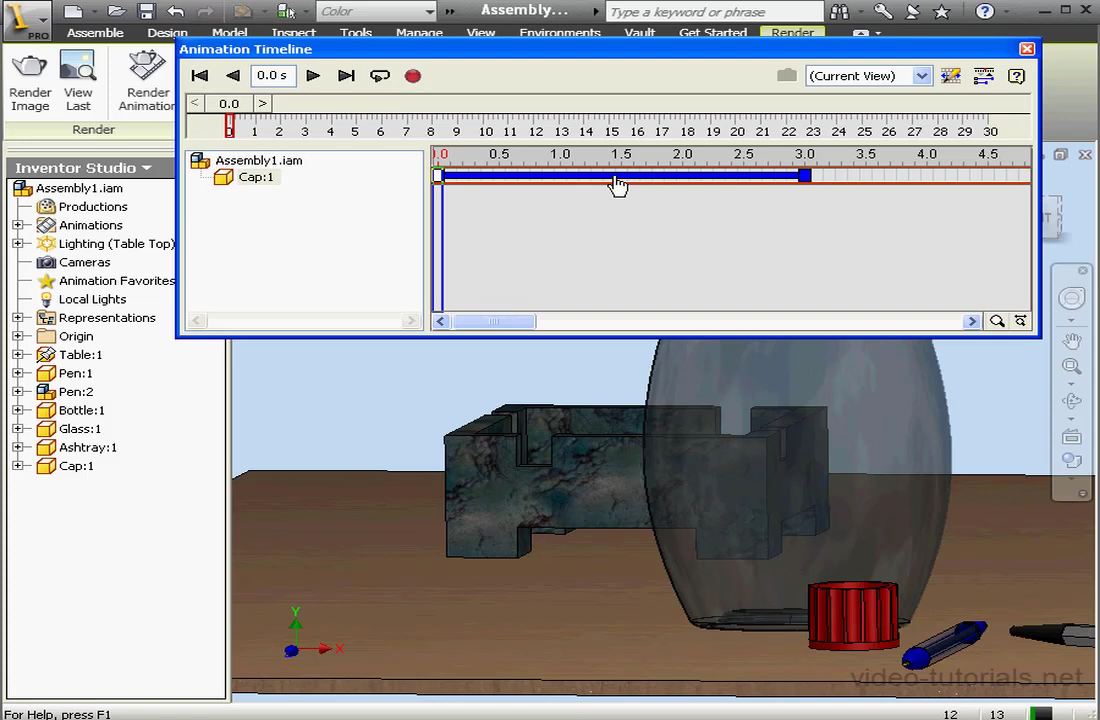 PRO
Color
Assembly...
Type a keyword or phrase
Assemble Design Model Inspect Tools Manage View Environments Vault Get Started Render
Animation Timeline
Render Image
View Last
Render Animation
Render
0.0 s
(Current View)
< 0.0 >
0 1 2 3 4 5 6 7 8 9 10 11 12 13 14 15 16 17 18 19 20 21 22 23 24 25 26 27 28 29 30
Assembly1.iam
Cap:1
0.0 0.5 1.0 1.5 2.0 2.5 3.0 3.5 4.0 4.5
Inventor Studio
Assembly1.iam
Productions
Animations
Lighting (Table Top)
Cameras
Animation Favorites
Local Lights
Representations
Origin
Table:1
Pen:1
Pen:2
Bottle:1
Glass:1
Ashtray:1
Cap:1
Y
X
video-tutorials.net
For Help, press F1
12 13